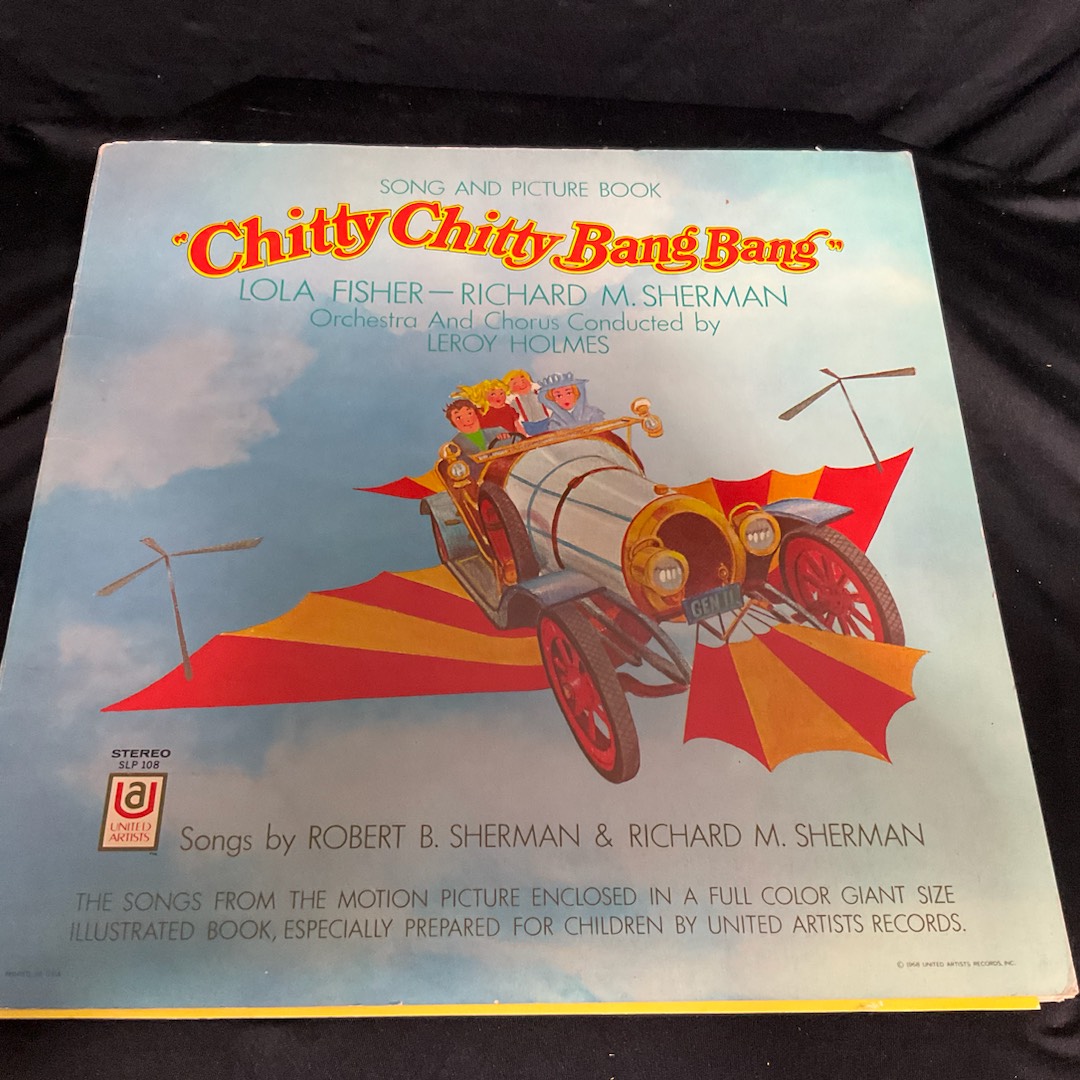 SONG AND PICTURE BOOK
"Chitty Chitty Bang Bang"
LOLA FISHER—RICHARD M. SHERMAN
Orchestra And Chorus Conducted by
LEROY HOLMES
GEN 11
STEREO
SLP 108
ua
UNITED
ARTISTS
Songs by ROBERT B. SHERMAN & RICHARD M. SHERMAN
THE SONGS FROM THE MOTION PICTURE ENCLOSED IN A FULL COLOR GIANT SIZE
ILLUSTRATED BOOK, ESPECIALLY PREPARED FOR CHILDREN BY UNITED ARTISTS RECORDS.
PRINTED IN U.S.A.
© 1968 UNITED ARTISTS RECORDS, INC.